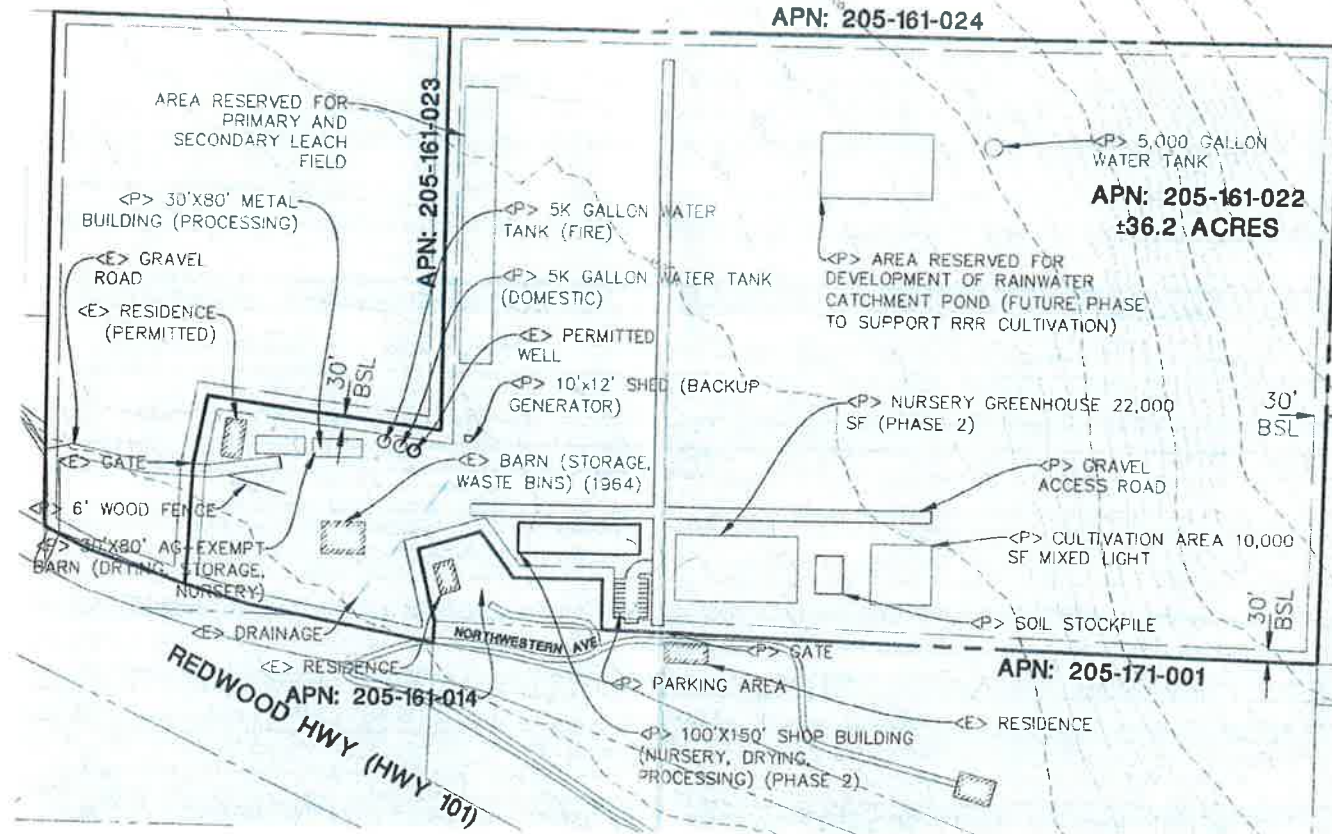 APN: 205-161-024
AREA RESERVED FOR
PRIMARY AND
SECONDARY LEACH
FIELD
APN: 205-161-023
<P> 30'X80' METAL
BUILDING (PROCESSING)
<E> GRAVEL
ROAD
<E> RESIDENCE
(PERMITTED)
30'
BSL
<P> 5K GALLON WATER
TANK (FIRE)
<P> 5K GALLON WATER TANK
(DOMESTIC)
<E> PERMITTED
WELL
<P> 10'x12' SHED (BACKUP
GENERATOR)
<P> 5,000 GALLON
WATER TANK
APN: 205-161-022
±36.2 ACRES
<P> AREA RESERVED FOR
DEVELOPMENT OF RAINWATER
CATCHMENT POND (FUTURE PHASE
TO SUPPORT RRR CULTIVATION)
<P> NURSERY GREENHOUSE 22,000
SF (PHASE 2)
30'
BSL
<E> GATE
<E> BARN (STORAGE,
WASTE BINS) (1964)
<P> GRAVEL
ACCESS ROAD
<P> 6' WOOD FENCE
30'X80' AG-EXEMPT
BARN (DRYING, STORAGE,
NURSERY)
<P> CULTIVATION AREA 10,000
SF MIXED LIGHT
<E> DRAINAGE
<P> SOIL STOCKPILE
30'
BSL
NORTHWESTERN AVE
<E> RESIDENCE
<P> GATE
APN: 205-171-001
APN: 205-161-014
<P> PARKING AREA
<E> RESIDENCE
REDWOOD HWY (HWY 101)
<P> 100'X150' SHOP BUILDING
(NURSERY, DRYING,
PROCESSING) (PHASE 2)